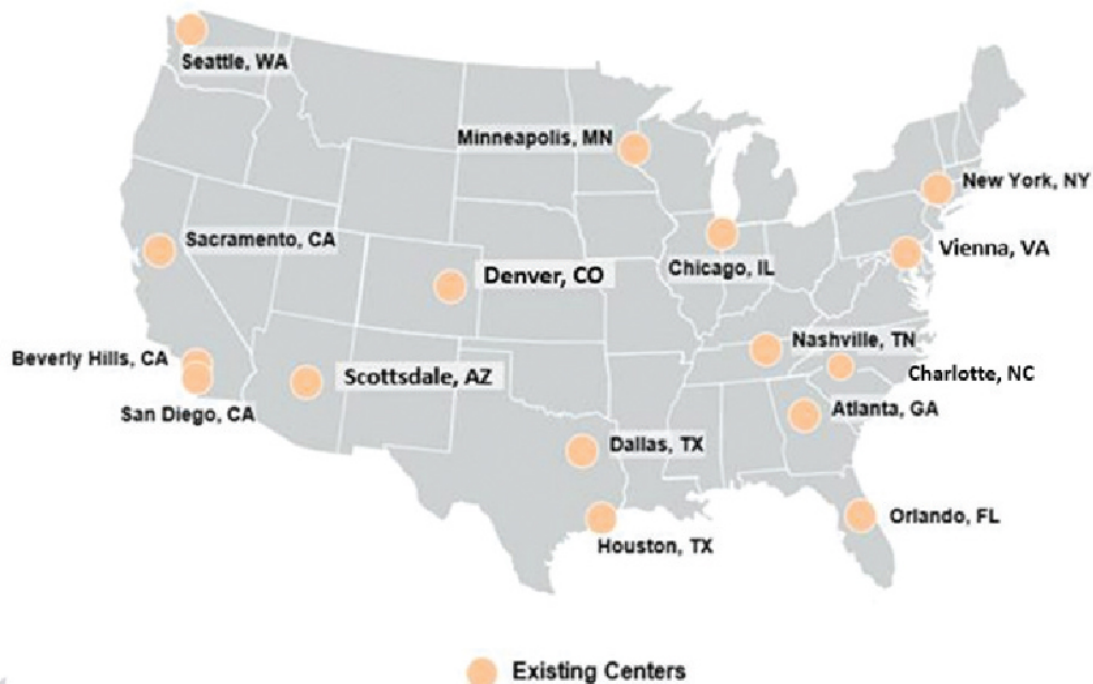 Seattle, WA
Minneapolis, MN
New York, NY
Sacramento, CA
Vienna, VA
Chicago, IL
Denver, CO
Nashville, TN
Beverly Hills, CA
Charlotte, NC
Scottsdale, AZ
San Diego, CA
Atlanta, GA
Dallas, TX
Orlando, FL
Houston, TX
Existing Centers